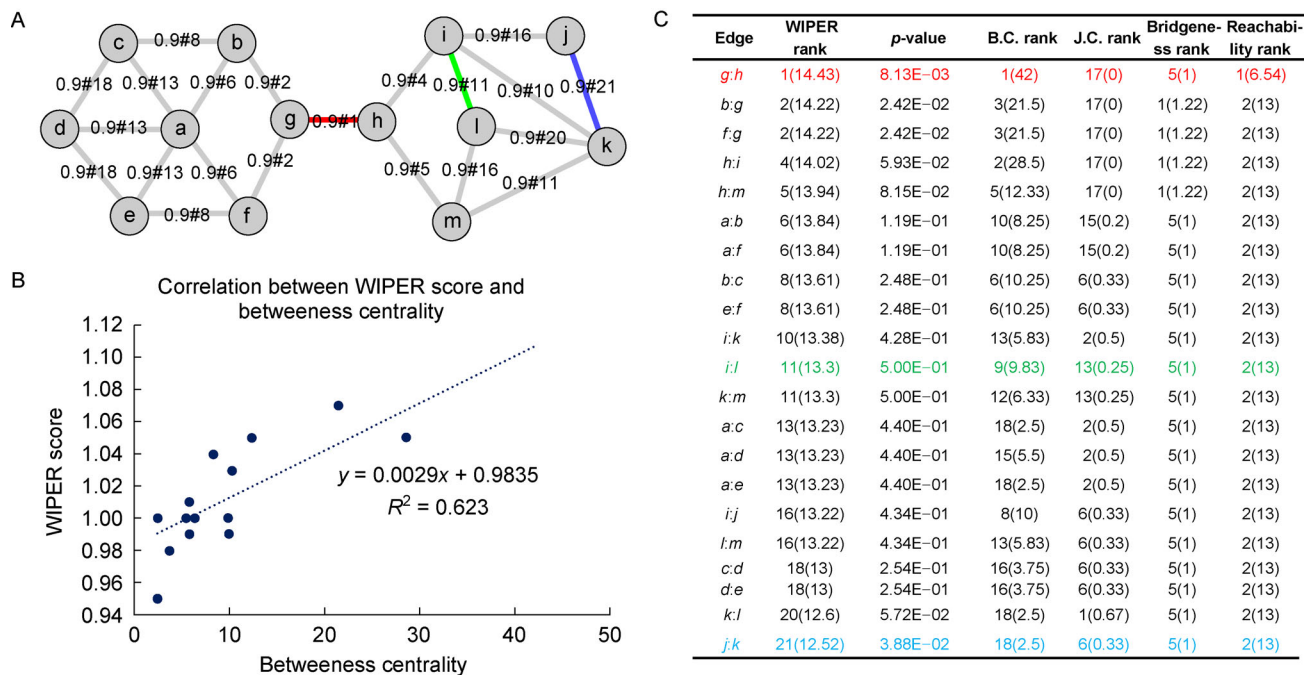 A
c
0.9#8
b
0.9#18
0.9#13
0.9#6
0.9#2
d
0.9#13
a
g
0.9#1
h
0.9#18
0.9#13
0.9#6
0.9#2
e
0.9#8
f
i
0.9#16
j
0.9#4
0.9#11
0.9#10
0.9#21
l
0.9#20
k
0.9#5
0.9#16
0.9#11
m
B
Correlation between WIPER score and
betweeness centrality
WIPER score
1.12
1.10
1.08
1.06
1.04
1.02
1.00
0.98
0.96
0.94
y = 0.0029x + 0.9835
R² = 0.623
0 10 20 30 40 50
Betweeness centrality
C
Edge WIPER rank p-value B.C. rank J.C. rank Bridgene-ss rank Reachabi-lity rank
g:h 1(14.43) 8.13E−03 1(42) 17(0) 5(1) 1(6.54)
b:g 2(14.22) 2.42E−02 3(21.5) 17(0) 1(1.22) 2(13)
f:g 2(14.22) 2.42E−02 3(21.5) 17(0) 1(1.22) 2(13)
h:i 4(14.02) 5.93E−02 2(28.5) 17(0) 1(1.22) 2(13)
h:m 5(13.94) 8.15E−02 5(12.33) 17(0) 1(1.22) 2(13)
a:b 6(13.84) 1.19E−01 10(8.25) 15(0.2) 5(1) 2(13)
a:f 6(13.84) 1.19E−01 10(8.25) 15(0.2) 5(1) 2(13)
b:c 8(13.61) 2.48E−01 6(10.25) 6(0.33) 5(1) 2(13)
e:f 8(13.61) 2.48E−01 6(10.25) 6(0.33) 5(1) 2(13)
i:k 10(13.38) 4.28E−01 13(5.83) 2(0.5) 5(1) 2(13)
i:l 11(13.3) 5.00E−01 9(9.83) 13(0.25) 5(1) 2(13)
k:m 11(13.3) 5.00E−01 12(6.33) 13(0.25) 5(1) 2(13)
a:c 13(13.23) 4.40E−01 18(2.5) 2(0.5) 5(1) 2(13)
a:d 13(13.23) 4.40E−01 15(5.5) 2(0.5) 5(1) 2(13)
a:e 13(13.23) 4.40E−01 18(2.5) 2(0.5) 5(1) 2(13)
i:j 16(13.22) 4.34E−01 8(10) 6(0.33) 5(1) 2(13)
l:m 16(13.22) 4.34E−01 13(5.83) 6(0.33) 5(1) 2(13)
c:d 18(13) 2.54E−01 16(3.75) 6(0.33) 5(1) 2(13)
d:e 18(13) 2.54E−01 16(3.75) 6(0.33) 5(1) 2(13)
k:l 20(12.6) 5.72E−02 18(2.5) 1(0.67) 5(1) 2(13)
j:k 21(12.52) 3.88E−02 18(2.5) 6(0.33) 5(1) 2(13)